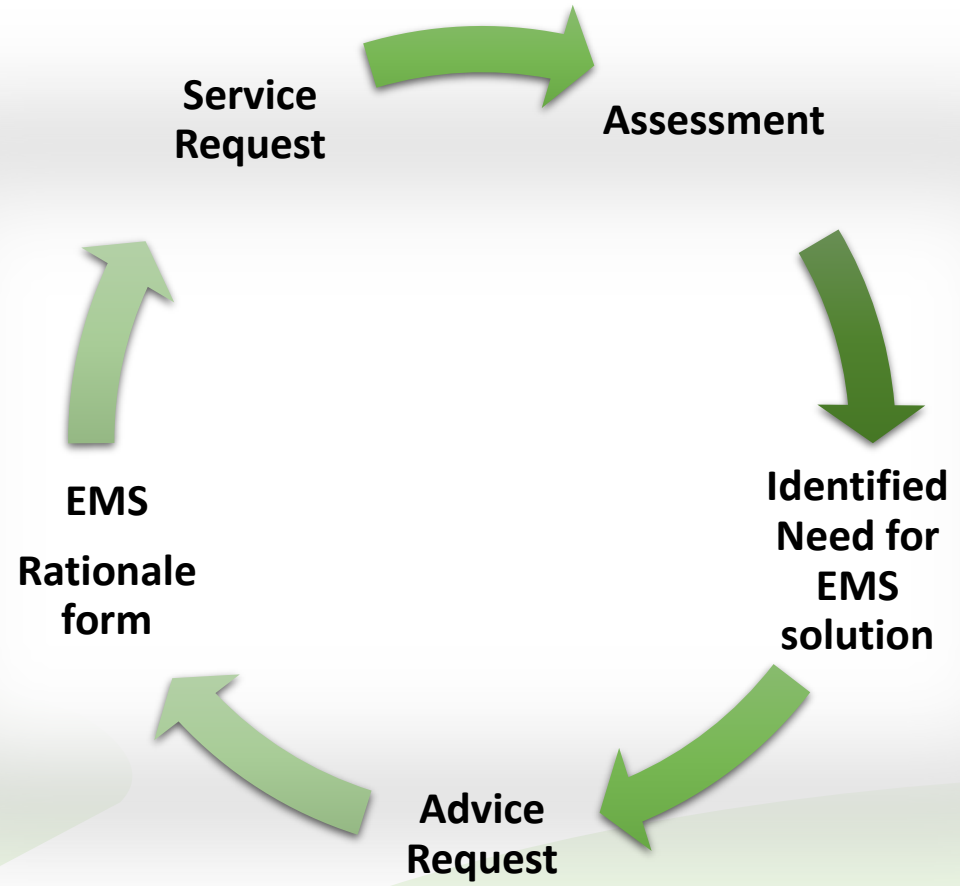 Service
Request
Assessment
Identified
Need for
EMS
solution
Advice
Request
EMS
Rationale
form